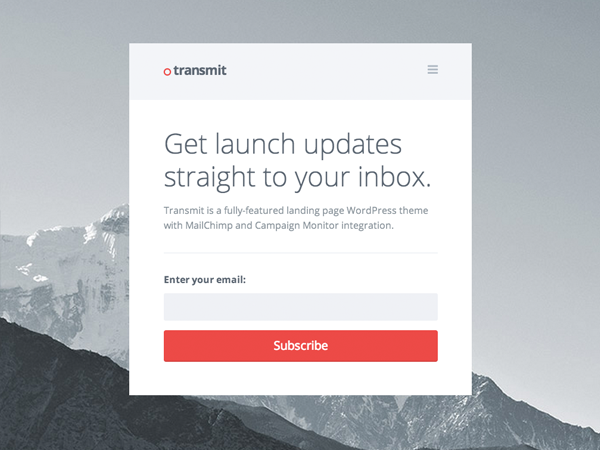 transmit
Get launch updates
straight to your inbox.
Transmit is a fully-featured landing page WordPress theme
with MailChimp and Campaign Monitor integration.
Enter your email:
Subscribe